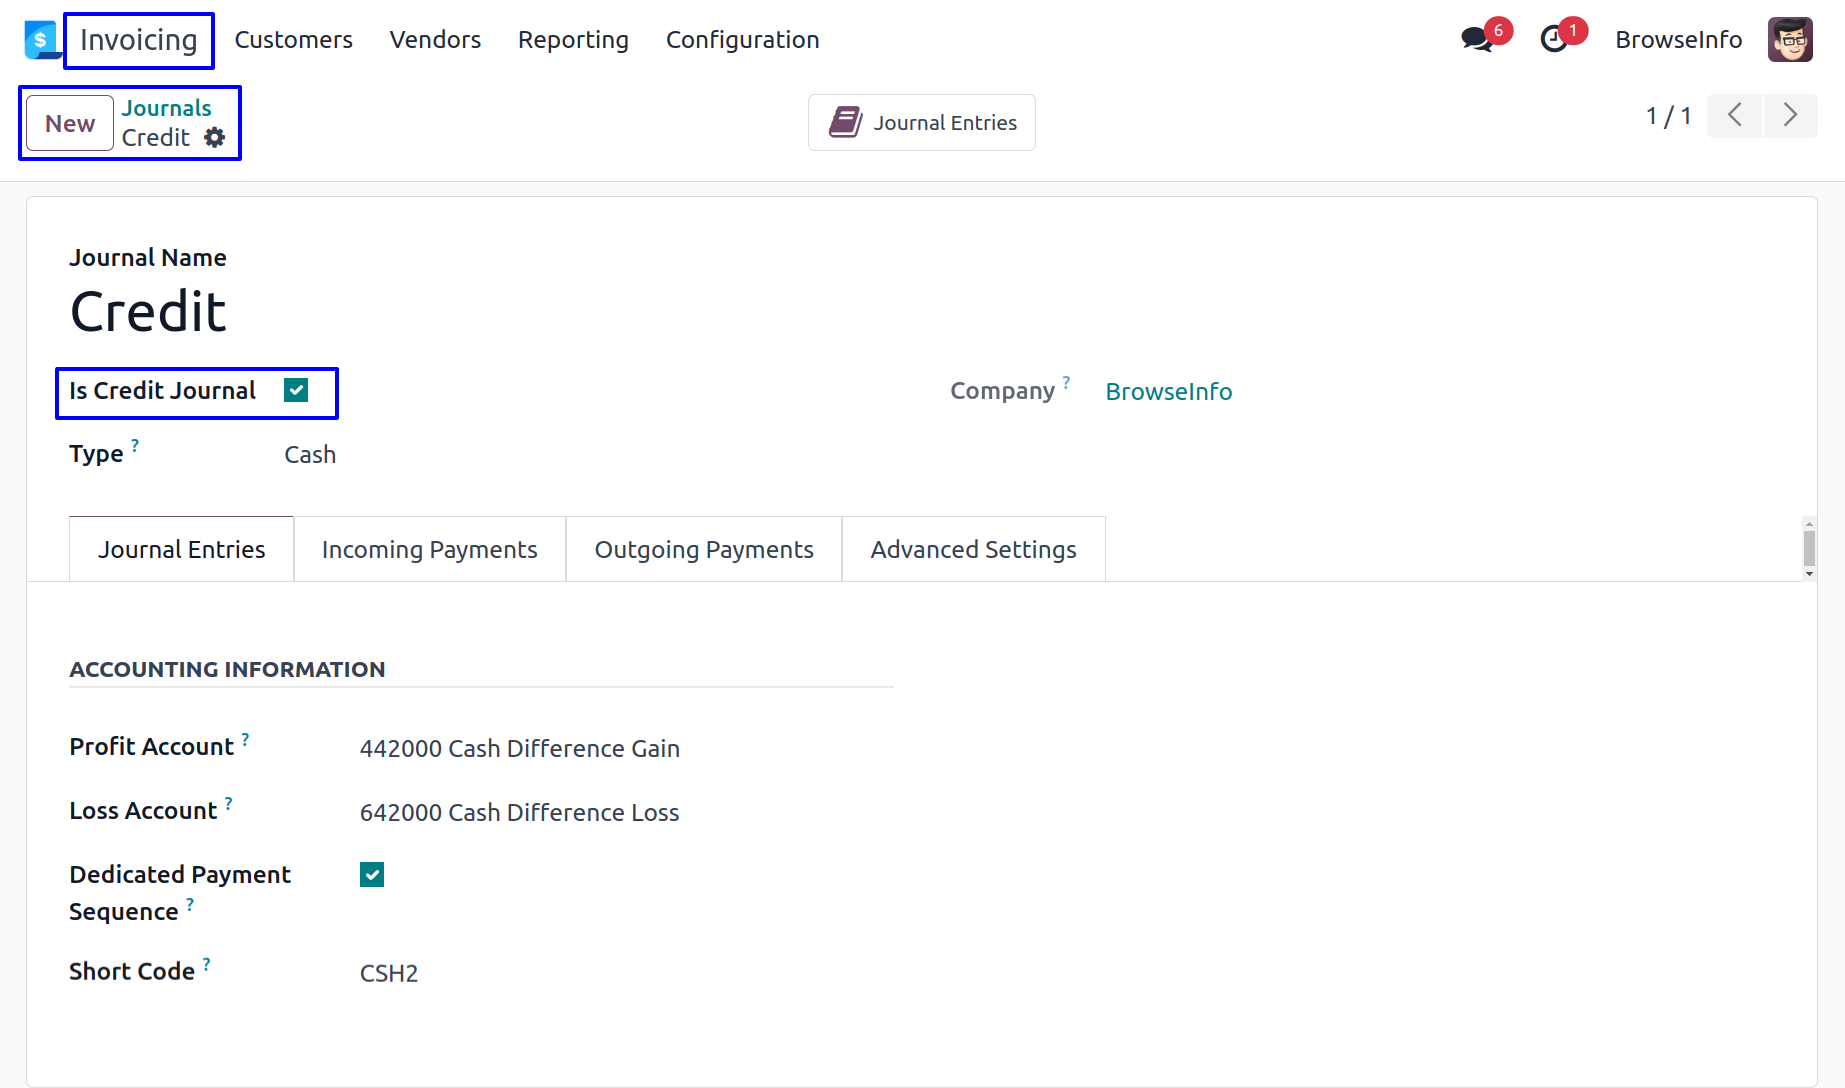 $ Invoicing Customers Vendors Reporting Configuration 6 1 BrowseInfo
New Journals
Credit
Journal Entries
1 / 1
Journal Name
Credit
Is Credit Journal
Company ? BrowseInfo
Type ? Cash
Journal Entries Incoming Payments Outgoing Payments Advanced Settings
ACCOUNTING INFORMATION
Profit Account ? 442000 Cash Difference Gain
Loss Account ? 642000 Cash Difference Loss
Dedicated Payment
Sequence ?
Short Code ? CSH2